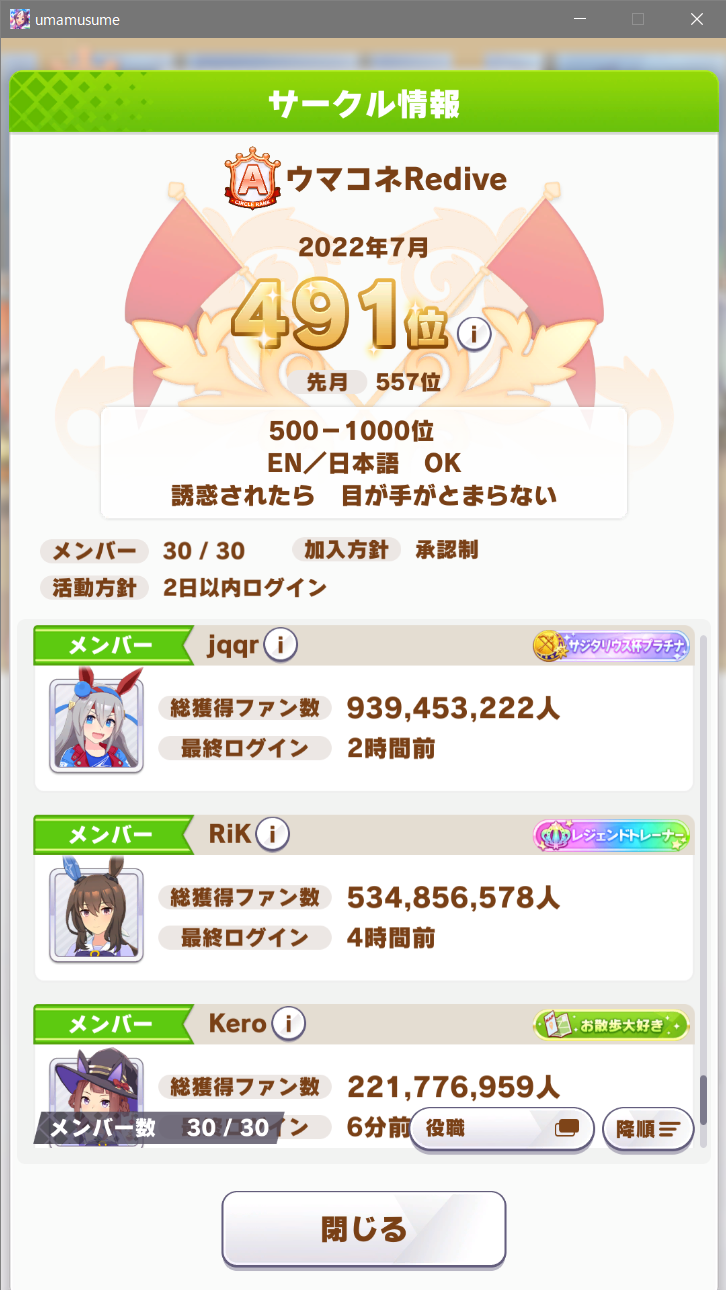 umamusume
サークル情報
A
CIRCLE RANK
ウマコネRedive
2022年7月
491位
i
先月 557位
500－1000位
EN／日本語　OK
誘惑されたら　目が手がとまらない
メンバー 30 / 30 加入方針 承認制
活動方針 2日以内ログイン
メンバー jqqr i サジタリウス杯プラチナ
総獲得ファン数 939,453,222人
最終ログイン 2時間前
メンバー RiK i レジェンドトレーナー
総獲得ファン数 534,856,578人
最終ログイン 4時間前
メンバー Kero i お散歩大好き
総獲得ファン数 221,776,959人
メンバー数 30 / 30 イン 6分前 役職 降順
閉じる